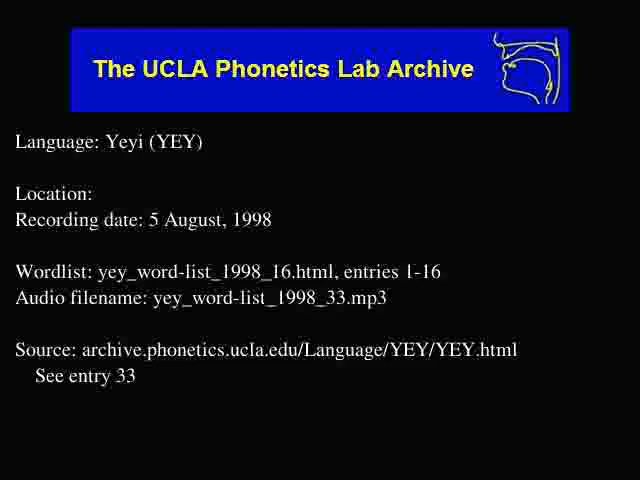 The UCLA Phonetics Lab Archive
Language: Yeyi (YEY)
Location:
Recording date: 5 August, 1998
Wordlist: yey_word-list_1998_16.html, entries 1-16
Audio filename: yey_word-list_1998_33.mp3
Source: archive.phonetics.ucla.edu/Language/YEY/YEY.html
See entry 33